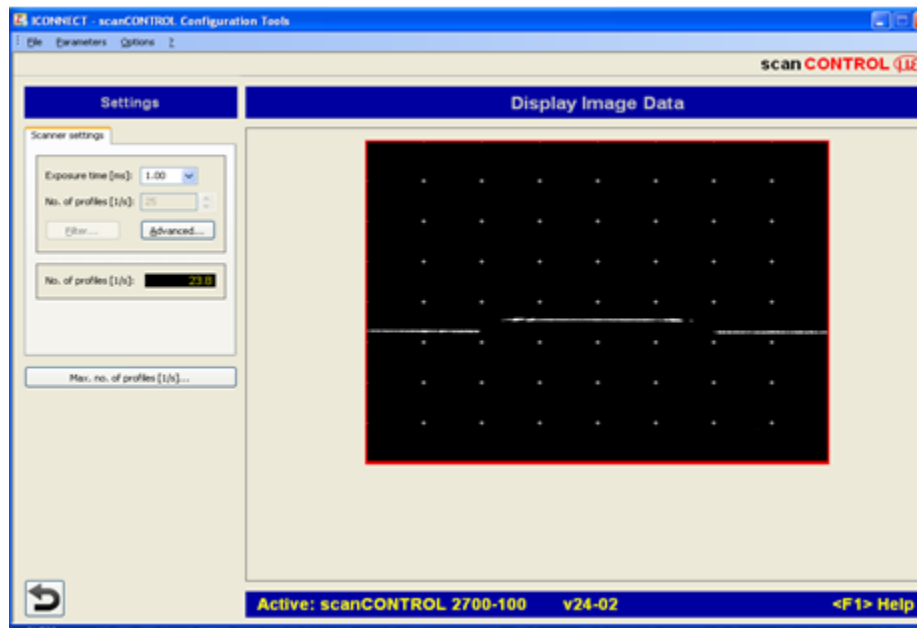 ICONNECT - scanCONTROL Configuration Tools
File Parameters Options ?
scanCONTROL
Settings
Display Image Data
Scanner settings
Exposure time [ms]: 1.00
No. of profiles [1/s]: 25
Filter... Advanced...
No. of profiles [1/s]: 23.8
Max. no. of profiles [1/s]...
Active: scanCONTROL 2700-100 v24-02 <F1> Help